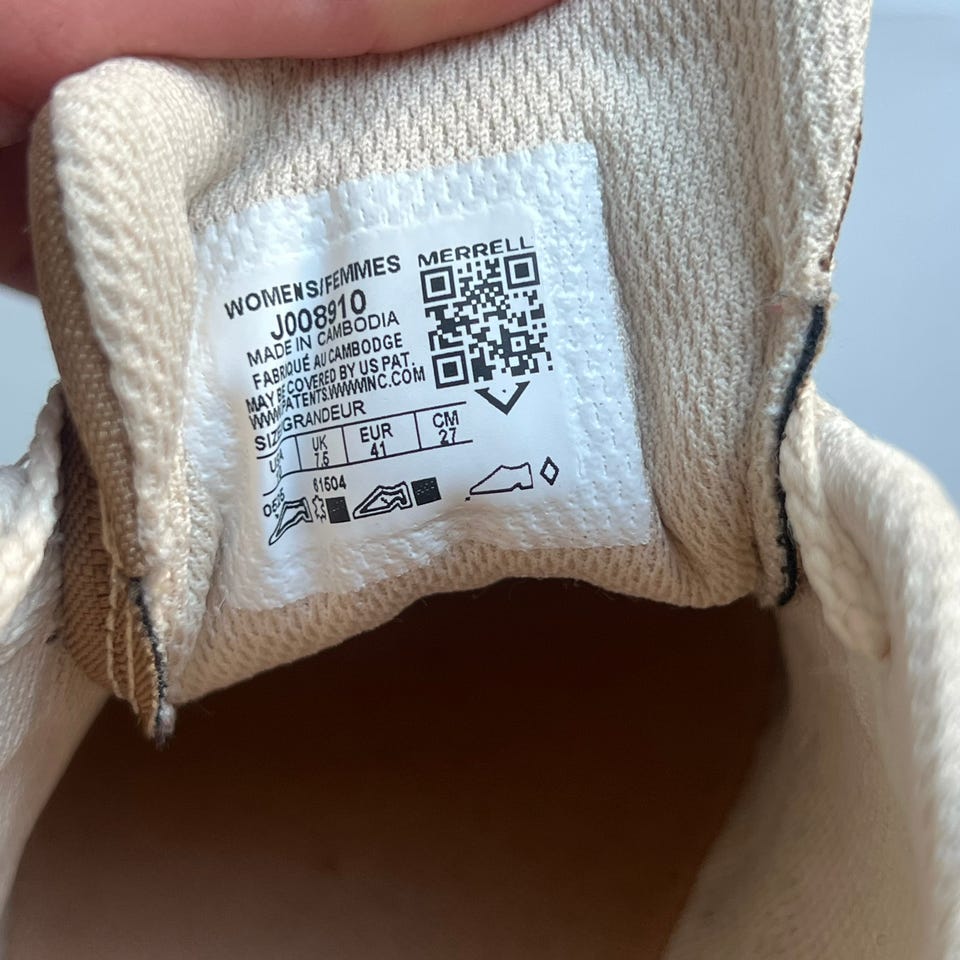 MERRELL
WOMENS/FEMMES
J008910
MADE IN CAMBODIA
FABRIQUÉ AU CAMBODGE
MAY BE COVERED BY US PAT.
WWW.PATENTS.WWWINC.COM
SIZE/GRANDEUR
USA UK EUR CM
7.5 41 27
61504